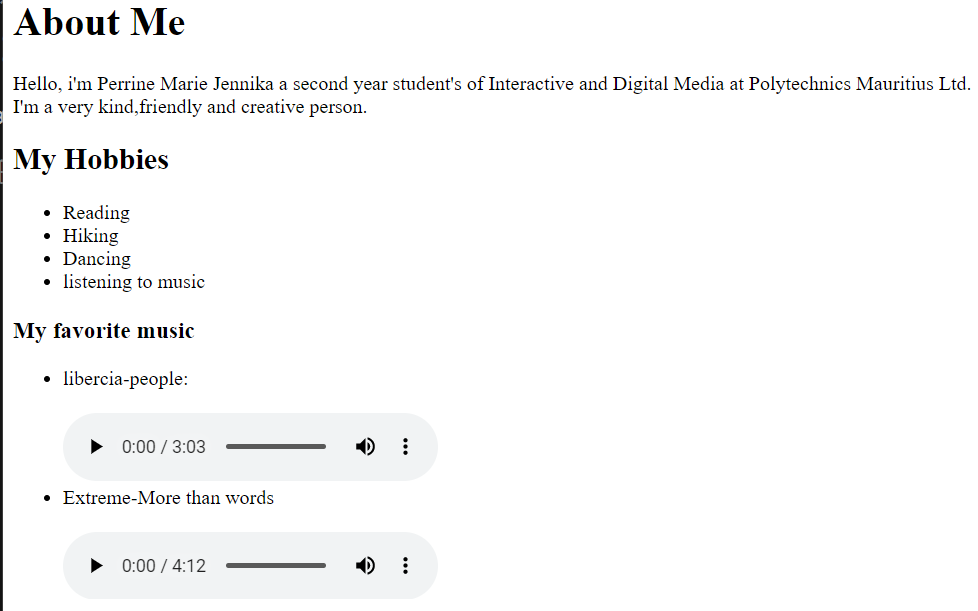 About Me
Hello, i'm Perrine Marie Jennika a second year student's of Interactive and Digital Media at Polytechnics Mauritius Ltd.
I'm a very kind,friendly and creative person.
My Hobbies
Reading
Hiking
Dancing
listening to music
My favorite music
libercia-people:
0:00 / 3:03
Extreme-More than words
0:00 / 4:12